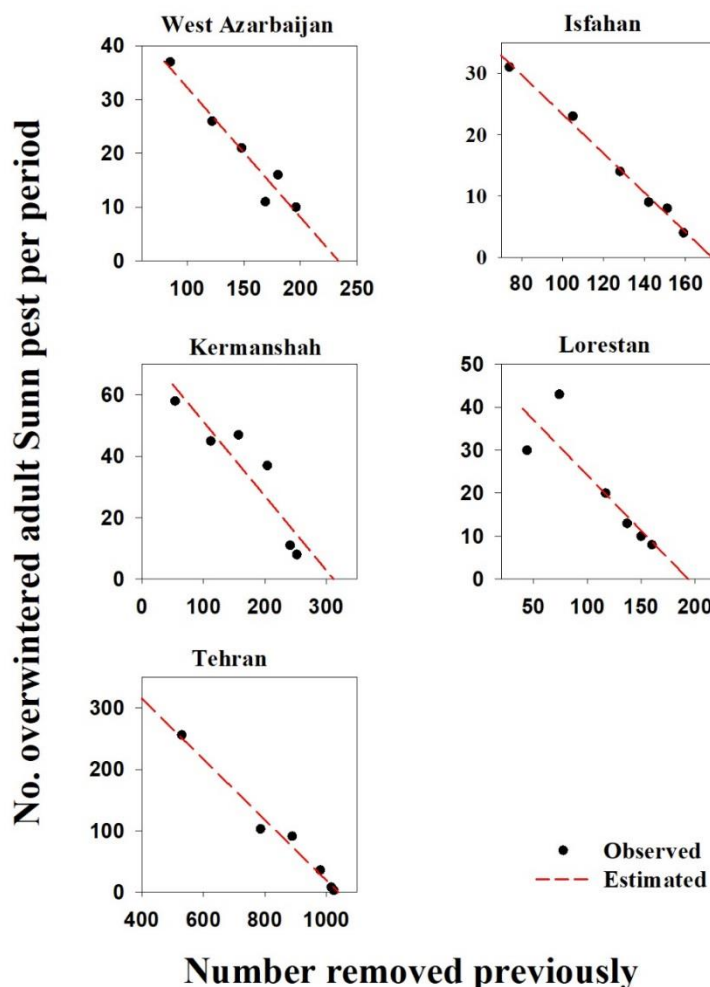 West Azarbaijan
40
30
20
10
0
100 150 200 250
Isfahan
30
20
10
0
80 100 120 140 160
Kermanshah
60
40
20
0
0 100 200 300
Lorestan
50
40
30
20
10
0
50 100 150 200
Tehran
300
200
100
0
400 600 800 1000
No. overwintered adult Sunn pest per period
Observed
Estimated
Number removed previously